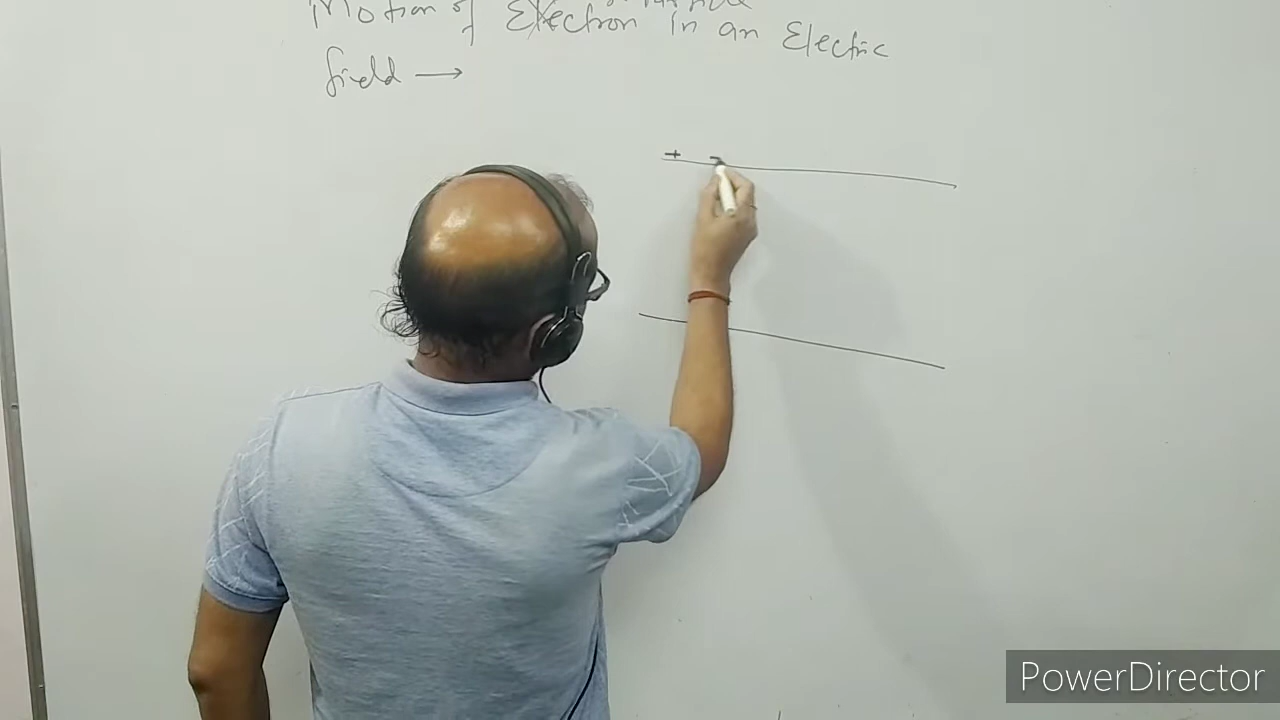 Motion of Electron in an Electric
field →
+ -
PowerDirector